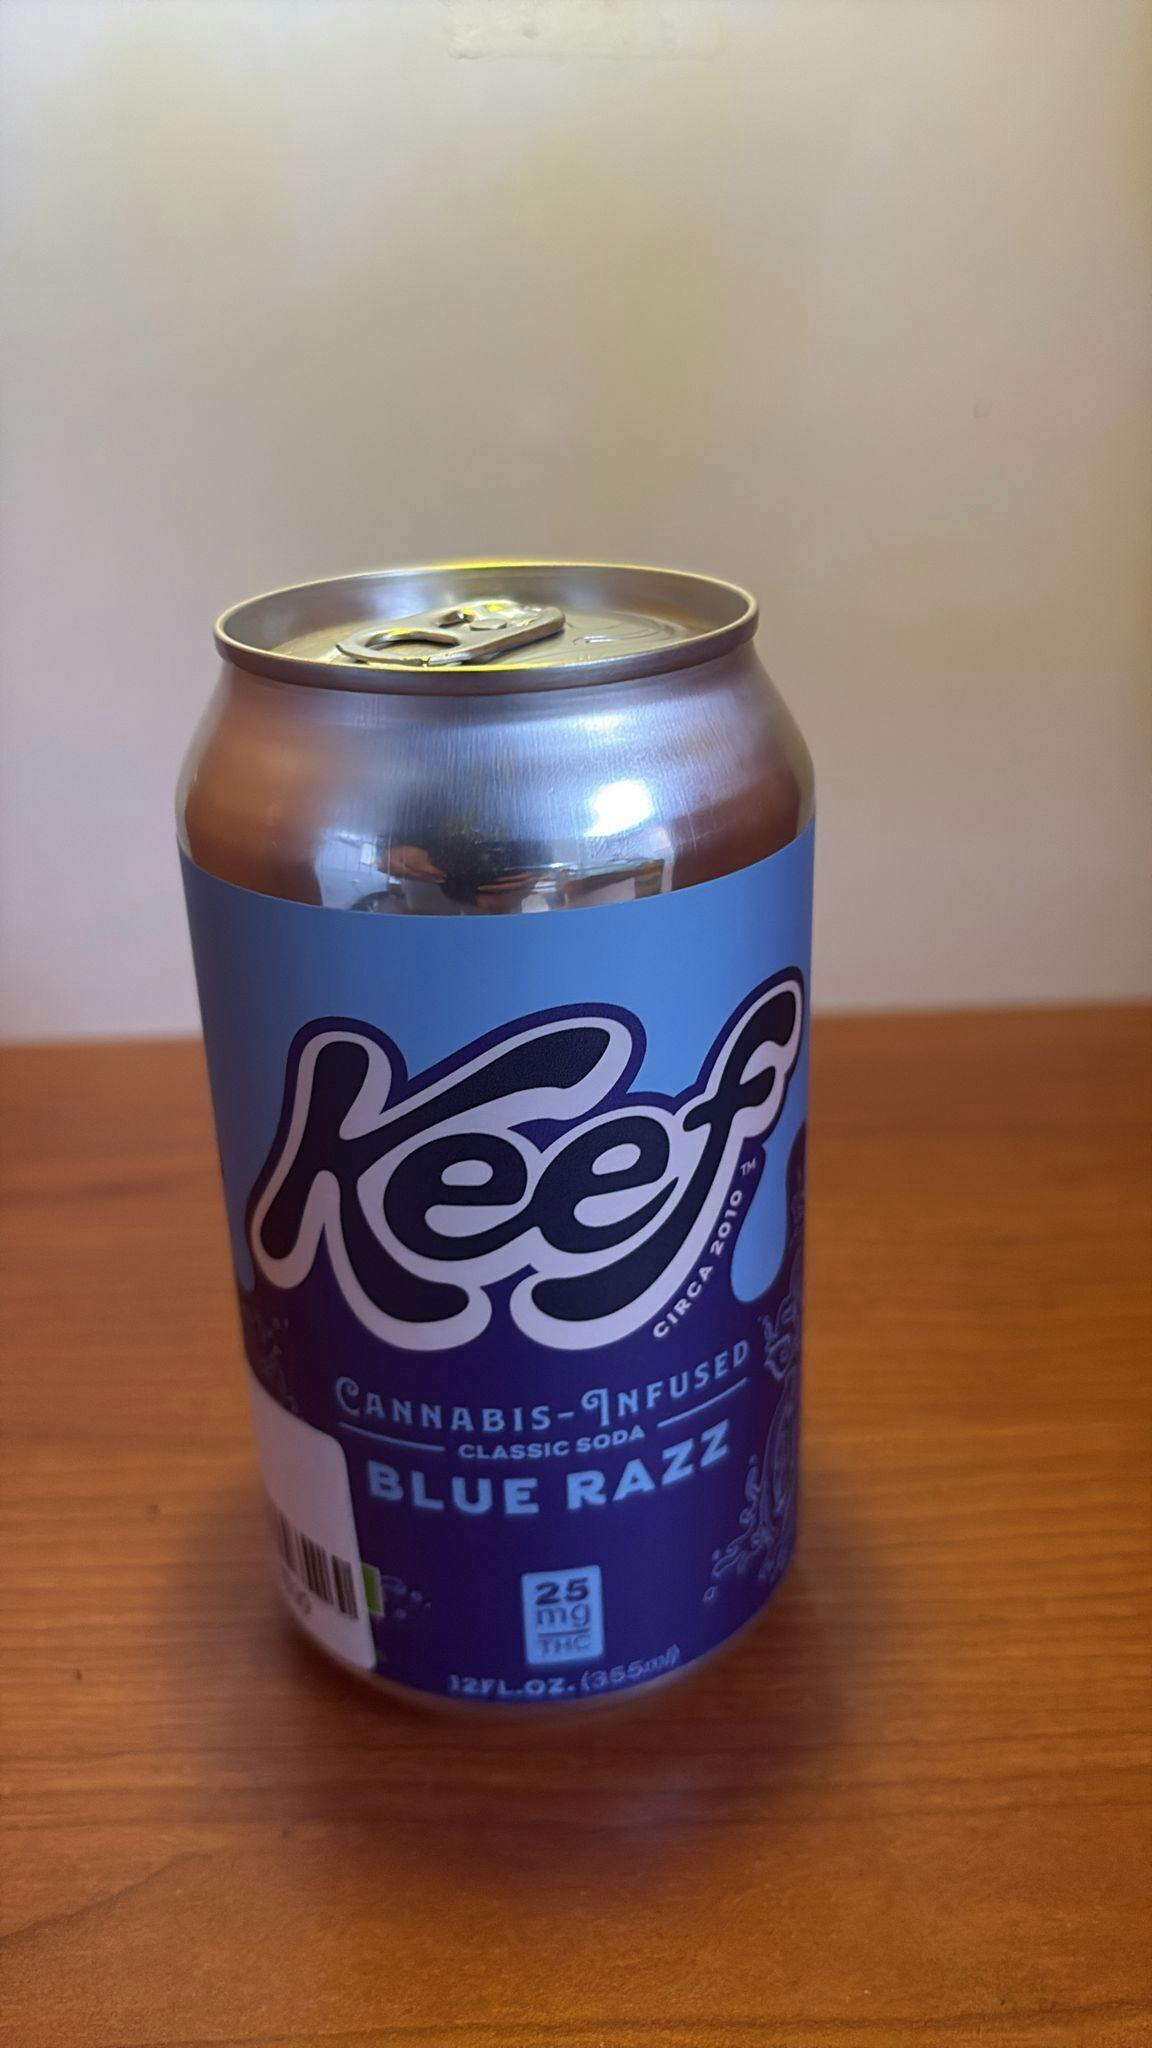 Keef
TM
CIRCA 2010
CANNABIS-INFUSED
CLASSIC SODA
BLUE RAZZ
25
mg
THC
12FL.OZ. (355ml)